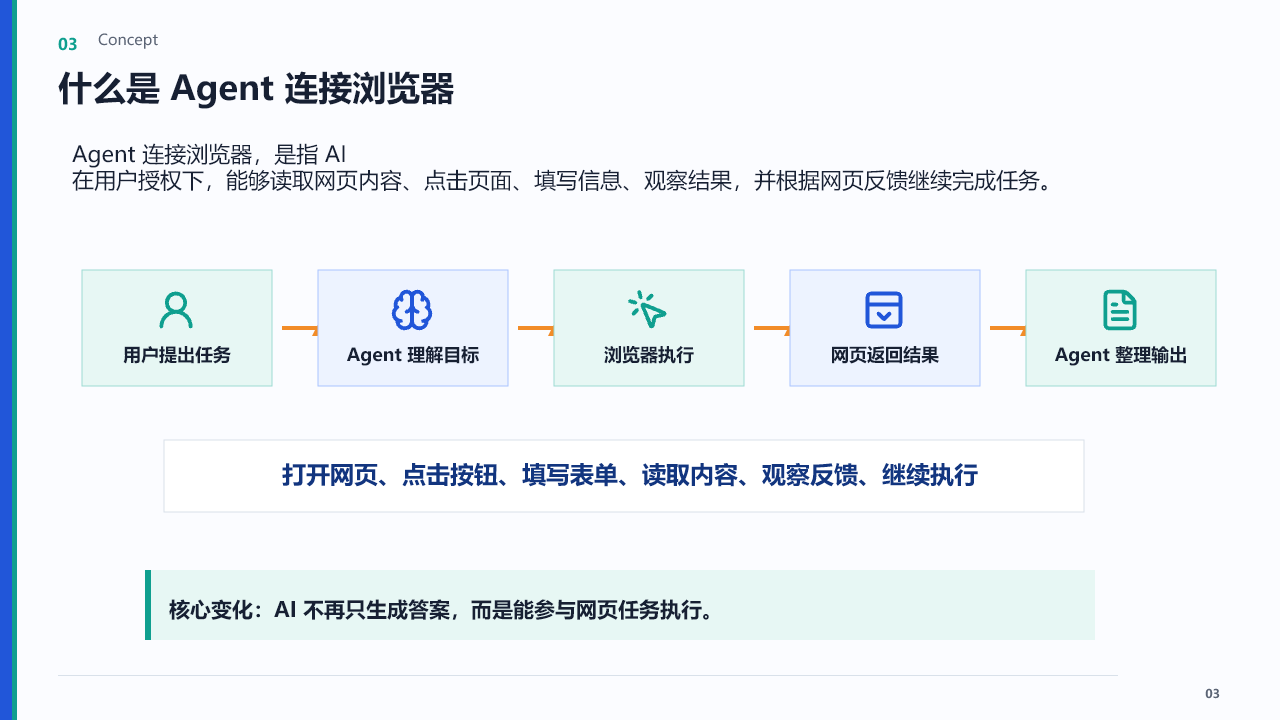 03 Concept
什么是 Agent 连接浏览器
Agent 连接浏览器，是指 AI
在用户授权下，能够读取网页内容、点击页面、填写信息、观察结果，并根据网页反馈继续完成任务。
用户提出任务
Agent 理解目标
浏览器执行
网页返回结果
Agent 整理输出
打开网页、点击按钮、填写表单、读取内容、观察反馈、继续执行
核心变化：AI 不再只生成答案，而是能参与网页任务执行。
03